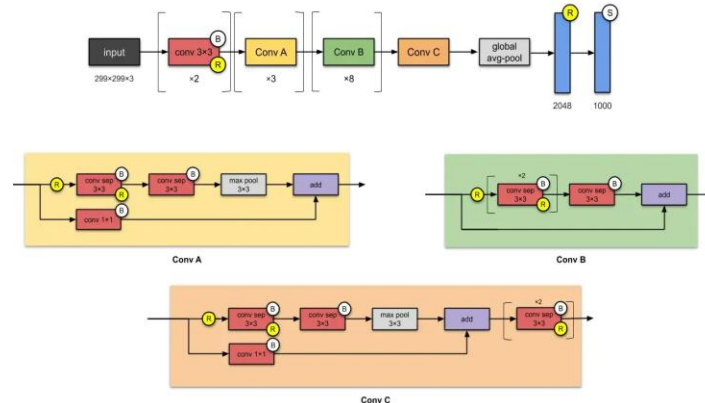 input
299×299×3
conv 3×3
B
R
×2
Conv A
×3
Conv B
×8
Conv C
global
avg-pool
R
2048
S
1000
R
conv sep
3×3
B
R
conv sep
3×3
B
max pool
3×3
add
conv 1×1
B
Conv A
R
×2
conv sep
3×3
B
R
conv sep
3×3
B
add
Conv B
R
conv sep
3×3
B
R
conv sep
3×3
B
max pool
3×3
add
×2
conv sep
3×3
B
R
conv 1×1
B
Conv C